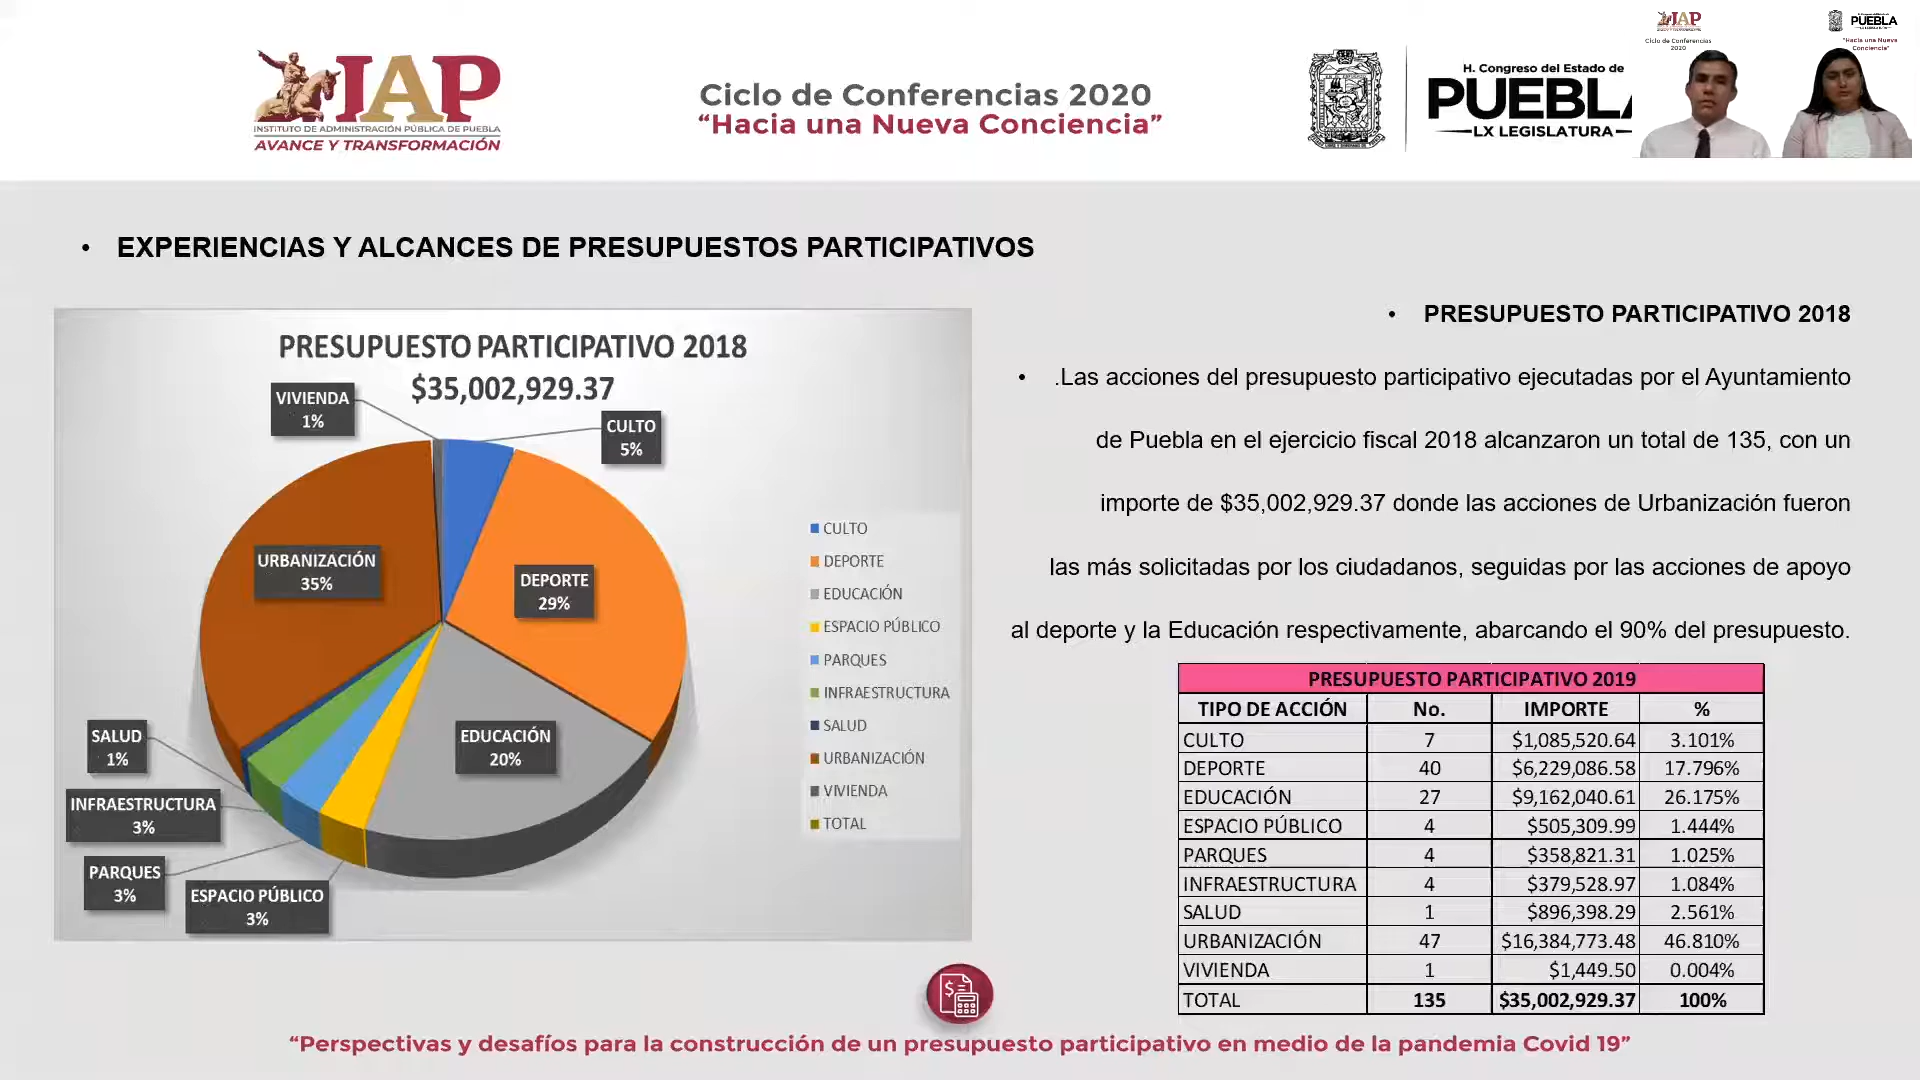 IAP
INSTITUTO DE ADMINISTRACIÓN PÚBLICA DE PUEBLA
AVANCE Y TRANSFORMACIÓN
Ciclo de Conferencias 2020
“Hacia una Nueva Conciencia”
H. Congreso del Estado de
PUEBLA
LX LEGISLATURA
IAP
Ciclo de Conferencias
2020
PUEBLA
"Hacia una Nueva
Conciencia"
• EXPERIENCIAS Y ALCANCES DE PRESUPUESTOS PARTICIPATIVOS
PRESUPUESTO PARTICIPATIVO 2018
$35,002,929.37
VIVIENDA
1%
CULTO
5%
URBANIZACIÓN
35%
DEPORTE
29%
EDUCACIÓN
20%
SALUD
1%
INFRAESTRUCTURA
3%
PARQUES
3%
ESPACIO PÚBLICO
3%
CULTO
DEPORTE
EDUCACIÓN
ESPACIO PÚBLICO
PARQUES
INFRAESTRUCTURA
SALUD
URBANIZACIÓN
VIVIENDA
TOTAL
• PRESUPUESTO PARTICIPATIVO 2018
• .Las acciones del presupuesto participativo ejecutadas por el Ayuntamiento
de Puebla en el ejercicio fiscal 2018 alcanzaron un total de 135, con un
importe de $35,002,929.37 donde las acciones de Urbanización fueron
las más solicitadas por los ciudadanos, seguidas por las acciones de apoyo
al deporte y la Educación respectivamente, abarcando el 90% del presupuesto.
PRESUPUESTO PARTICIPATIVO 2019
TIPO DE ACCIÓN No. IMPORTE %
CULTO 7 $1,085,520.64 3.101%
DEPORTE 40 $6,229,086.58 17.796%
EDUCACIÓN 27 $9,162,040.61 26.175%
ESPACIO PÚBLICO 4 $505,309.99 1.444%
PARQUES 4 $358,821.31 1.025%
INFRAESTRUCTURA 4 $379,528.97 1.084%
SALUD 1 $896,398.29 2.561%
URBANIZACIÓN 47 $16,384,773.48 46.810%
VIVIENDA 1 $1,449.50 0.004%
TOTAL 135 $35,002,929.37 100%
“Perspectivas y desafíos para la construcción de un presupuesto participativo en medio de la pandemia Covid 19”